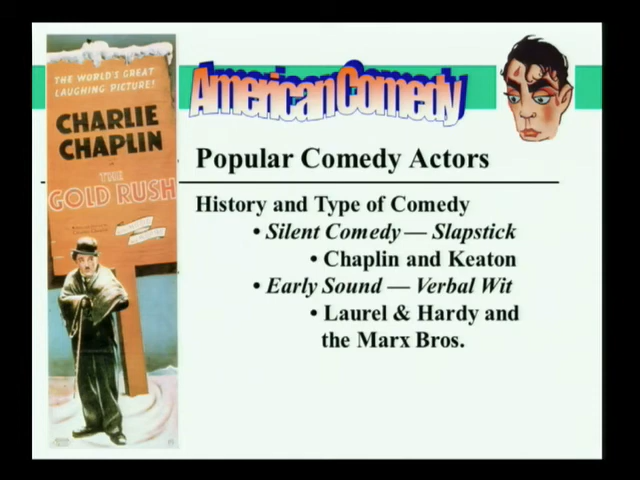 THE WORLD'S GREAT
LAUGHING PICTURE!
CHARLIE
CHAPLIN
THE
GOLD RUSH
American Comedy
Popular Comedy Actors
History and Type of Comedy
• Silent Comedy — Slapstick
• Chaplin and Keaton
• Early Sound — Verbal Wit
• Laurel & Hardy and
the Marx Bros.